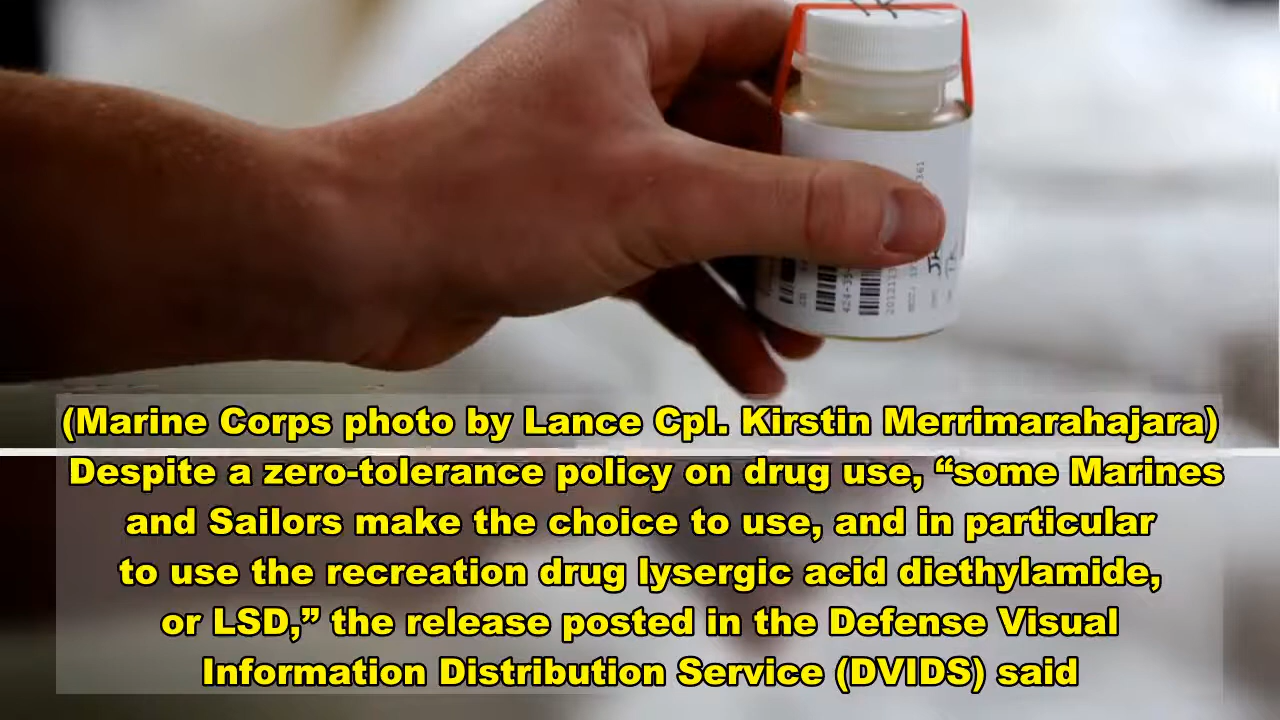 (Marine Corps photo by Lance Cpl. Kirstin Merrimarahajara)
Despite a zero-tolerance policy on drug use, “some Marines
and Sailors make the choice to use, and in particular
to use the recreation drug lysergic acid diethylamide,
or LSD,” the release posted in the Defense Visual
Information Distribution Service (DVIDS) said